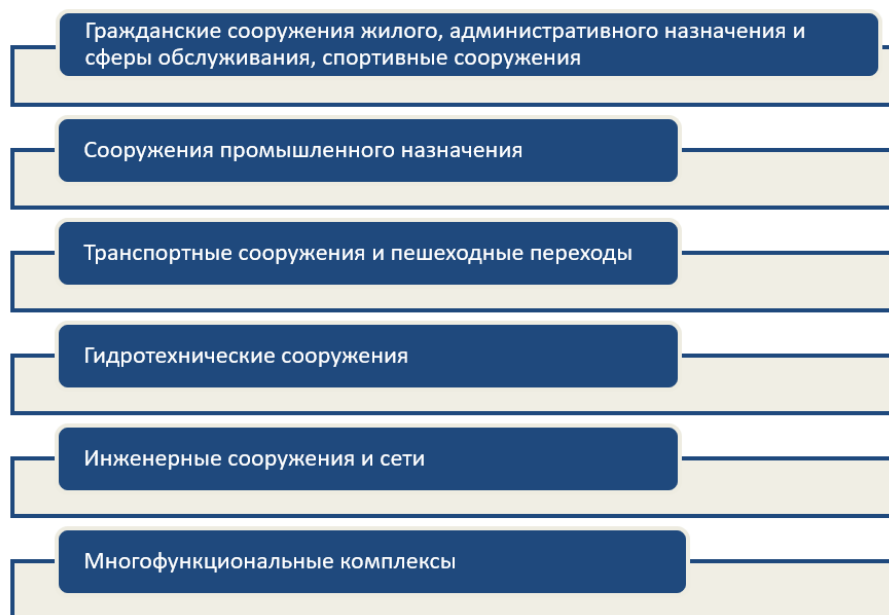 Гражданские сооружения жилого, административного назначения и
сферы обслуживания, спортивные сооружения
Сооружения промышленного назначения
Транспортные сооружения и пешеходные переходы
Гидротехнические сооружения
Инженерные сооружения и сети
Многофункциональные комплексы